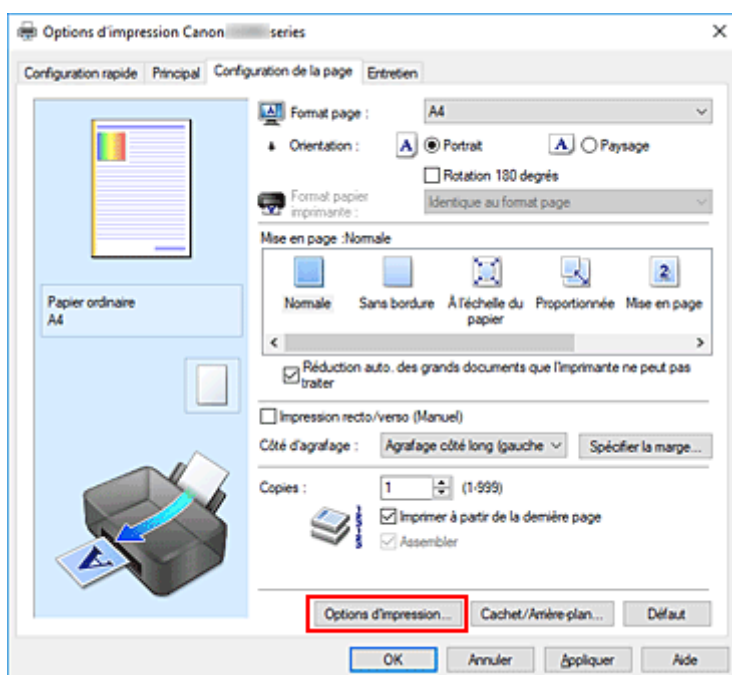 Options d'impression Canon series
Configuration rapide Principal Configuration de la page Entretien
Format page : A4
Orientation : A Portrait A Paysage
Rotation 180 degrés
Format papier imprimante : Identique au format page
Mise en page :Normale
2
Normale Sans bordure À l'échelle du papier Proportionnée Mise en page
Papier ordinaire
A4
Réduction auto. des grands documents que l'imprimante ne peut pas
traiter
Impression recto/verso (Manuel)
Côté d'agrafage : Agrafage côté long (gauche Spécifier la marge...
Copies : 1 (1-999)
Imprimer à partir de la dernière page
Assembler
A
Options d'impression... Cachet/Arrière-plan... Défaut
OK Annuler Appliquer Aide